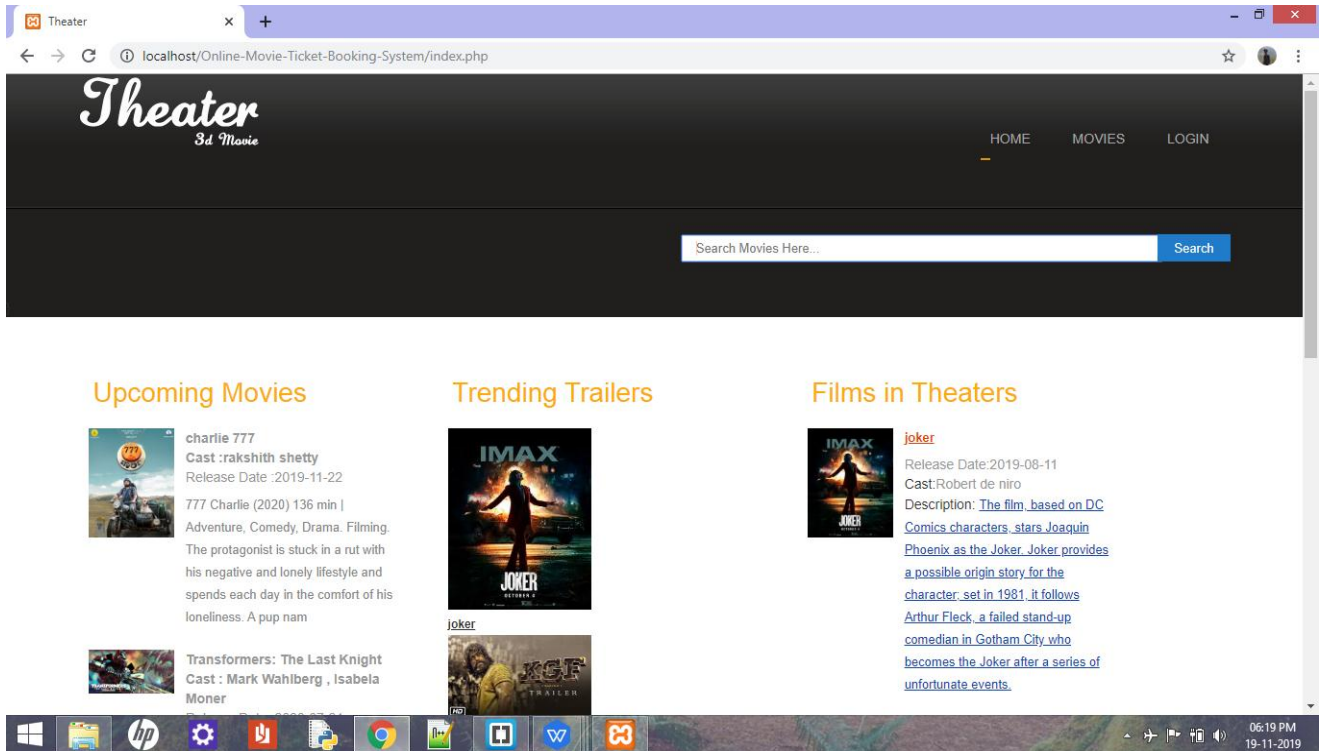 Theater
localhost/Online-Movie-Ticket-Booking-System/index.php
Theater
3d Movie
HOME MOVIES LOGIN
Search Movies Here...
Search
Upcoming Movies
charlie 777
Cast :rakshith shetty
Release Date :2019-11-22
777 Charlie (2020) 136 min |
Adventure, Comedy, Drama. Filming.
The protagonist is stuck in a rut with
his negative and lonely lifestyle and
spends each day in the comfort of his
loneliness. A pup nam
777
Transformers: The Last Knight
Cast : Mark Wahlberg , Isabela
Moner
Trending Trailers
IMAX
JOKER
OCTOBER 4
joker
KGF
TRAILER
HD
Films in Theaters
IMAX
JOKER
joker
Release Date:2019-08-11
Cast:Robert de niro
Description: The film, based on DC
Comics characters, stars Joaquin
Phoenix as the Joker. Joker provides
a possible origin story for the
character; set in 1981, it follows
Arthur Fleck, a failed stand-up
comedian in Gotham City who
becomes the Joker after a series of
unfortunate events.
hp
06:19 PM
19-11-2019